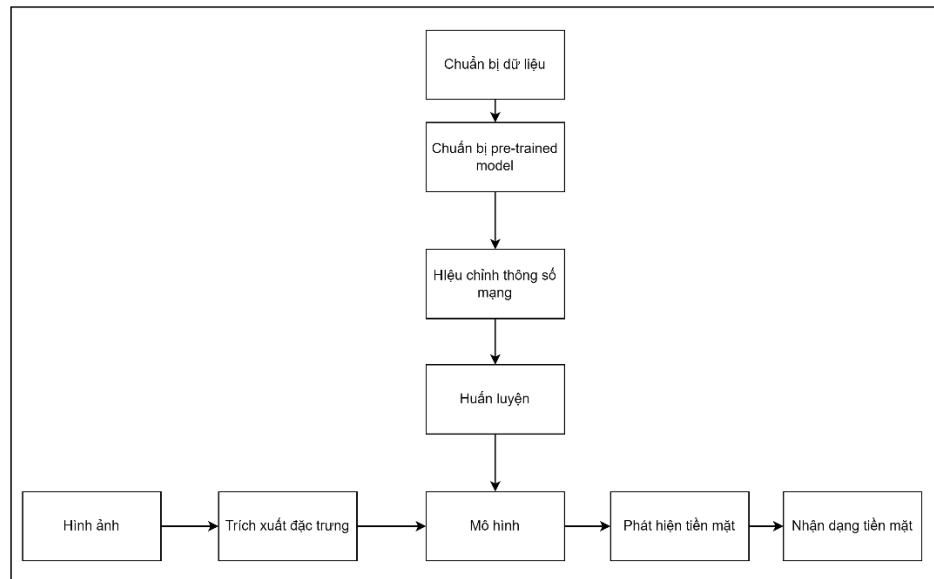 Chuẩn bị dữ liệu
Chuẩn bị pre-trained
model
HIệu chỉnh thông số
mạng
Huấn luyện
Hình ảnh
Trích xuất đặc trưng
Mô hình
Phát hiện tiền mặt
Nhận dạng tiền mặt